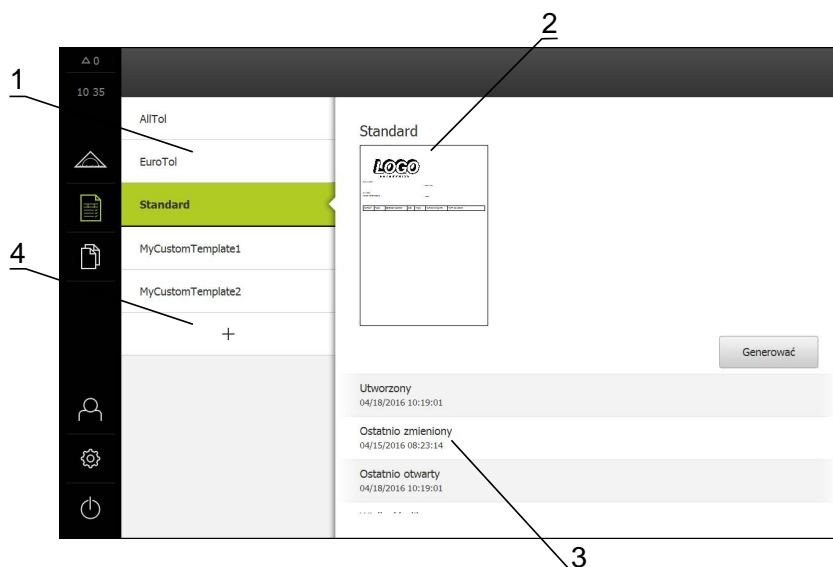 2
△ 0
1
10 35
AllTol
Standard
EuroTol
LOGO
Standard
4
MyCustomTemplate1
MyCustomTemplate2
+
Generować
Utworzony
04/18/2016 10:19:01
Ostatnio zmieniony
04/15/2016 08:23:14
Ostatnio otwarty
04/18/2016 10:19:01
3